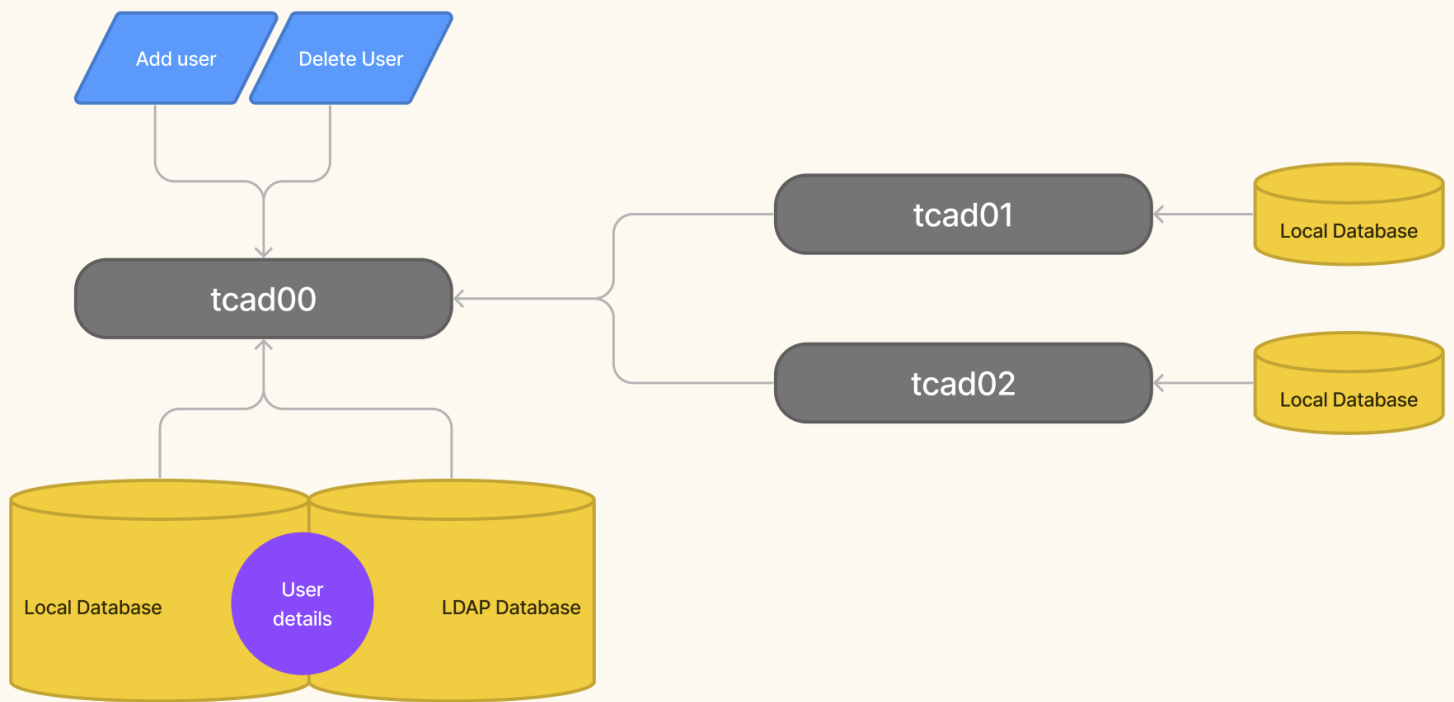 Add user
Delete User
tcad01
Local Database
tcad00
tcad02
Local Database
User
details
Local Database
LDAP Database